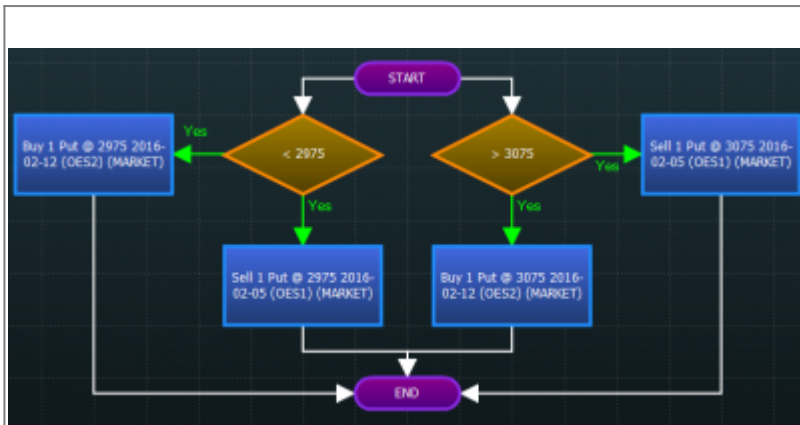 START
Buy 1 Put @ 2975 2016-
02-12 (OES2) (MARKET)
Yes
< 2975
> 3075
Yes
Sell 1 Put @ 3075 2016-
02-05 (OES1) (MARKET)
Yes
Yes
Sell 1 Put @ 2975 2016-
02-05 (OES1) (MARKET)
Buy 1 Put @ 3075 2016-
02-12 (OES2) (MARKET)
END